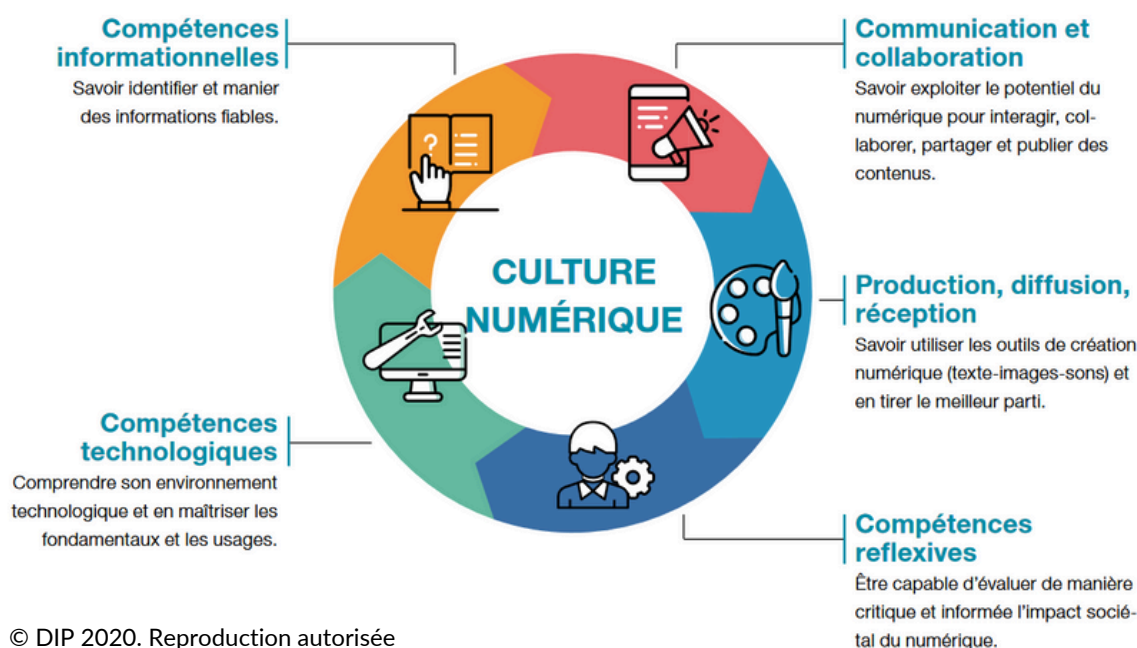 Compétences
informationnelles
Savoir identifier et manier
des informations fiables.
Communication et
collaboration
Savoir exploiter le potentiel du
numérique pour interagir, col-
laborer, partager et publier des
contenus.
?
CULTURE
NUMÉRIQUE
Production, diffusion,
réception
Savoir utiliser les outils de création
numérique (texte-images-sons) et
en tirer le meilleur parti.
Compétences
technologiques
Comprendre son environnement
technologique et en maîtriser les
fondamentaux et les usages.
Compétences
reflexives
Être capable d'évaluer de manière
critique et informée l'impact socié-
tal du numérique.
© DIP 2020. Reproduction autorisée